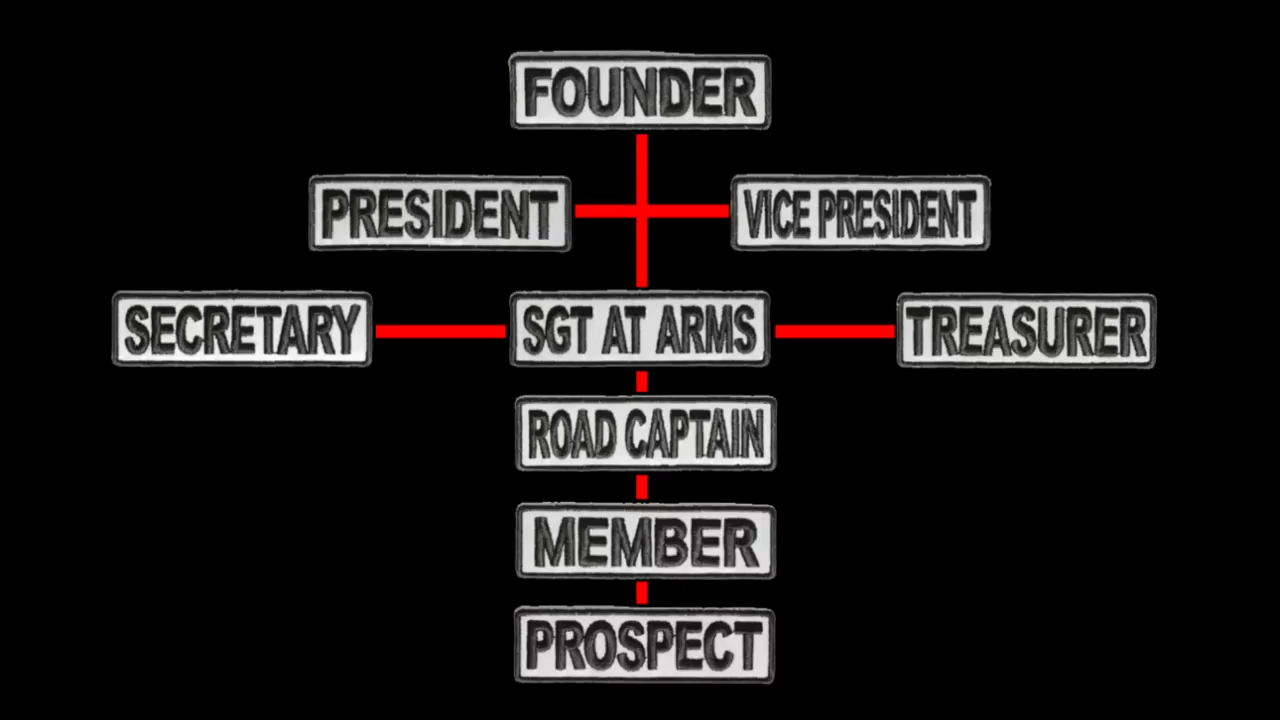 FOUNDER
PRESIDENT
VICE PRESIDENT
SECRETARY
SGT AT ARMS
TREASURER
ROAD CAPTAIN
MEMBER
PROSPECT